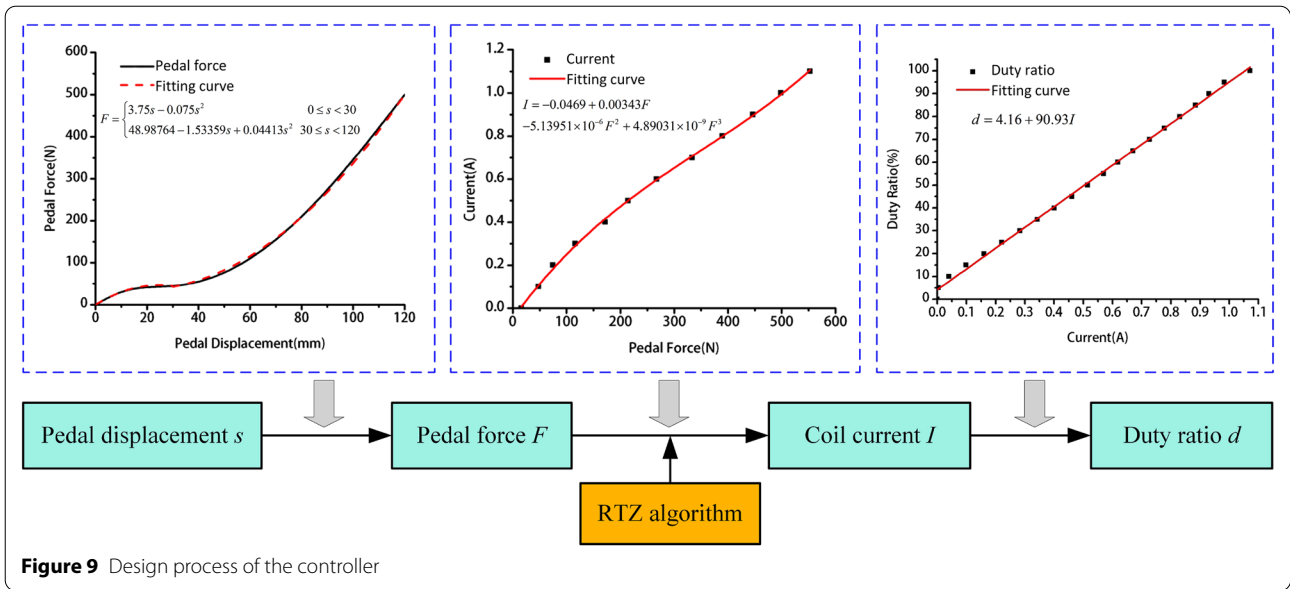 600
500
400
300
200
100
0
Pedal Force(N)
Pedal force
Fitting curve
F = { 3.75s − 0.075s² 0 ≤ s < 30
48.98764 − 1.53359s + 0.04413s² 30 ≤ s < 120
0 20 40 60 80 100 120
Pedal Displacement(mm)
1.2
1.0
0.8
0.6
0.4
0.2
0.0
Current(A)
Current
Fitting curve
I = −0.0469 + 0.00343F
−5.13951×10⁻⁶F² + 4.89031×10⁻⁹F³
0 100 200 300 400 500 600
Pedal Force(N)
100
90
80
70
60
50
40
30
20
10
0
Duty Ratio(%)
Duty ratio
Fitting curve
d = 4.16 + 90.93I
0.0 0.1 0.2 0.3 0.4 0.5 0.6 0.7 0.8 0.9 1.0 1.1
Current(A)
Pedal displacement s
Pedal force F
Coil current I
Duty ratio d
RTZ algorithm
Figure 9 Design process of the controller